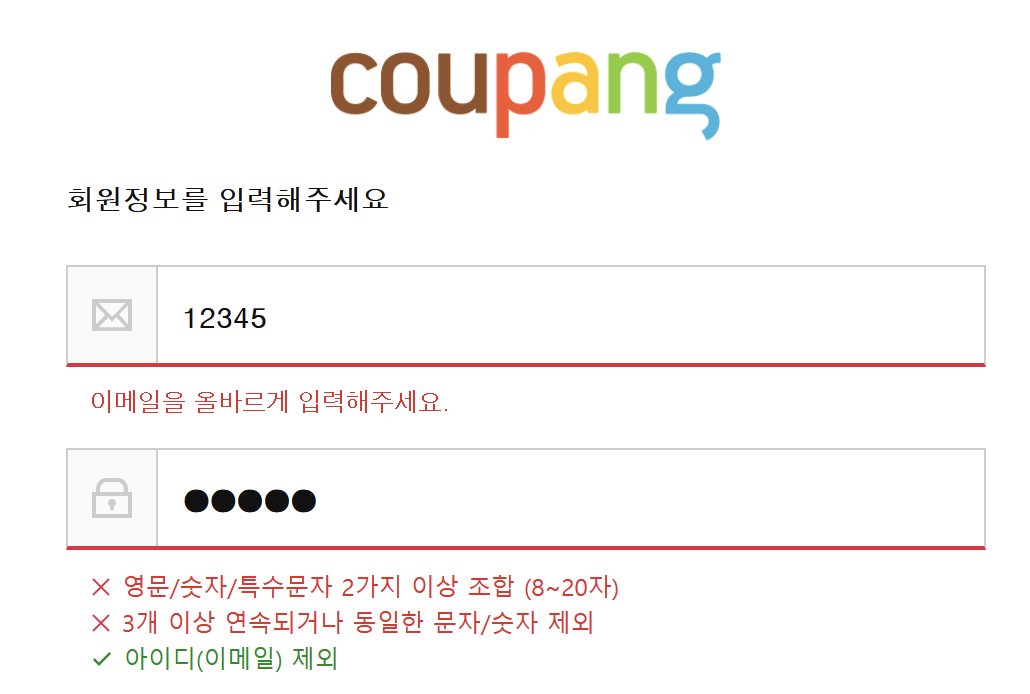 coupang
회원정보를 입력해주세요
12345
이메일을 올바르게 입력해주세요.
●●●●●
영문/숫자/특수문자 2가지 이상 조합 (8~20자)
3개 이상 연속되거나 동일한 문자/숫자 제외
아이디(이메일) 제외